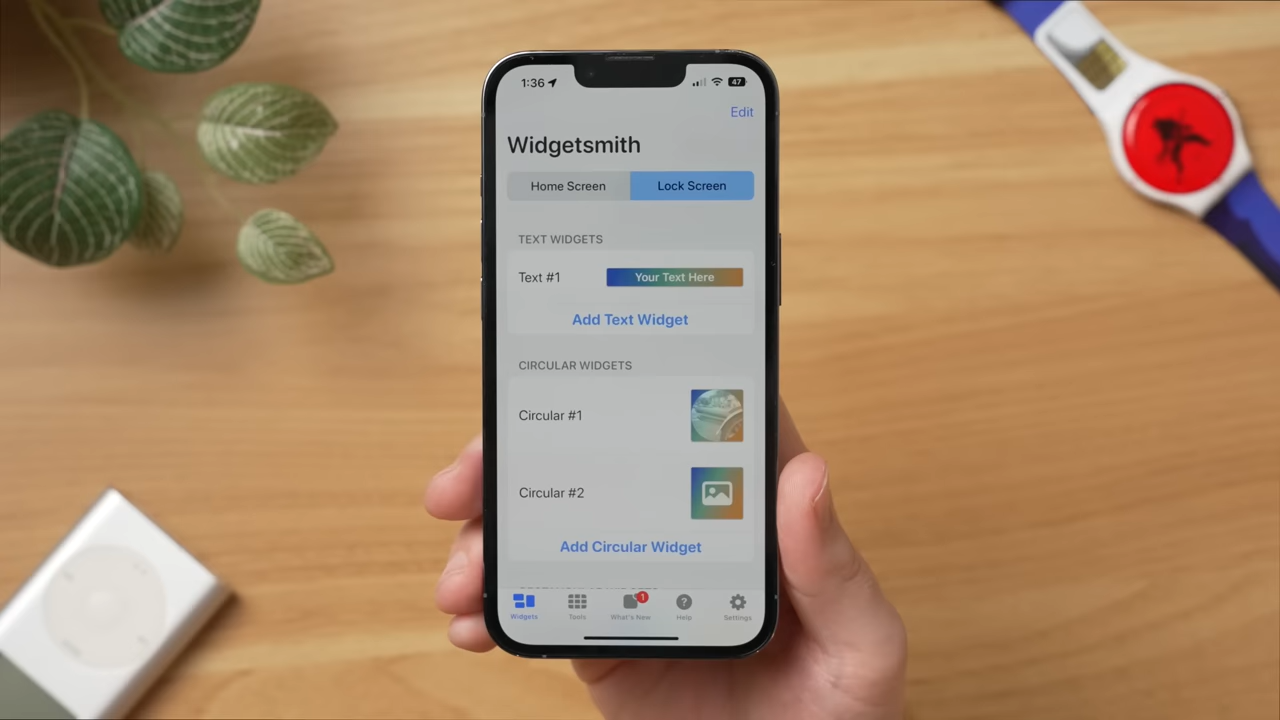 1:36
47
Edit
Widgetsmith
Home Screen
Lock Screen
TEXT WIDGETS
Text #1
Your Text Here
Add Text Widget
CIRCULAR WIDGETS
Circular #1
Circular #2
Add Circular Widget
1
Widgets
Tools
What's New
Help
Settings